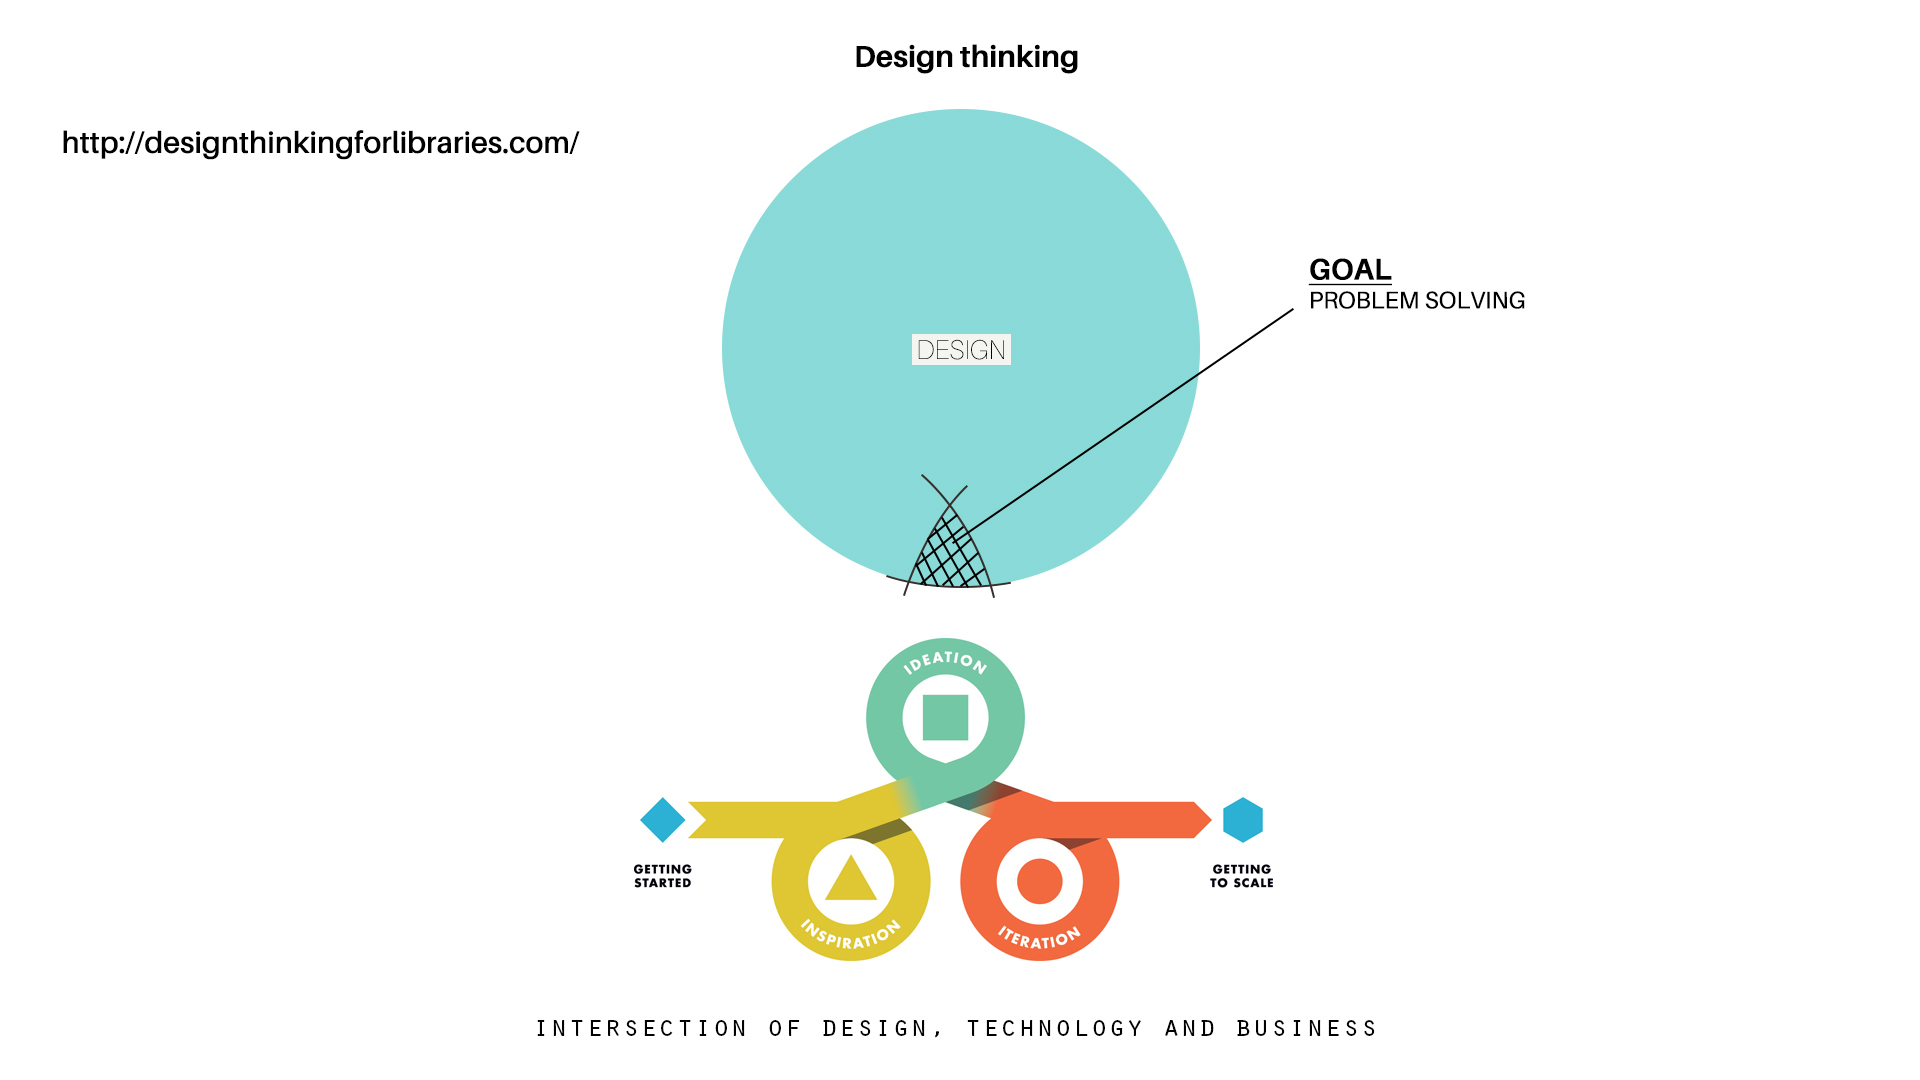 Design thinking
http://designthinkingforlibraries.com/
GOAL
PROBLEM SOLVING
DESIGN
IDEATION
GETTING
STARTED
GETTING
TO SCALE
INSPIRATION
ITERATION
INTERSECTION OF DESIGN, TECHNOLOGY AND BUSINESS